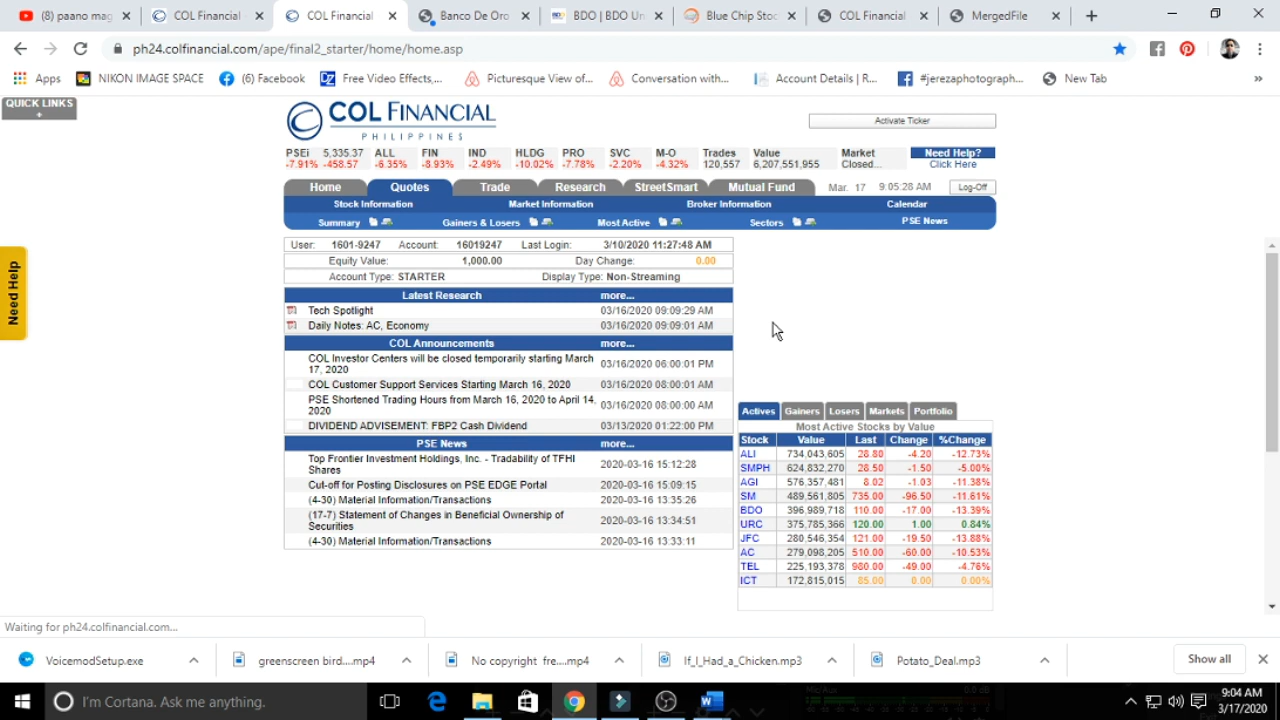 (8) paano mag
COL Financial
COL Financial
Banco De Oro
BDO | BDO Un
Blue Chip Stoc
COL Financial
MergedFile
ph24.colfinancial.com/ape/final2_starter/home/home.asp
Apps
NIKON IMAGE SPACE
(6) Facebook
Free Video Effects,...
Picturesque View of...
Conversation with...
Account Details | R...
#jerezaphotograph...
New Tab
QUICK LINKS
+
COL FINANCIAL
PHILIPPINES
Activate Ticker
PSEi 5,335.37 ALL FIN IND HLDG PRO SVC M-O Trades Value Market Need Help?
-7.91% -458.57 -6.35% -8.93% -2.49% -10.02% -7.78% -2.20% -4.32% 120,557 6,207,551,955 Closed... Click Here
Home Quotes Trade Research StreetSmart Mutual Fund Mar. 17 9:05:28 AM Log-Off
Stock Information Market Information Broker Information Calendar
Summary Gainers & Losers Most Active Sectors PSE News
User: 1601-9247 Account: 16019247 Last Login: 3/10/2020 11:27:48 AM
Equity Value: 1,000.00 Day Change: 0.00
Account Type: STARTER Display Type: Non-Streaming
Need Help
Latest Research more...
Tech Spotlight 03/16/2020 09:09:29 AM
Daily Notes: AC, Economy 03/16/2020 09:09:01 AM
COL Announcements more...
COL Investor Centers will be closed temporarily starting March
17, 2020 03/16/2020 06:00:01 PM
COL Customer Support Services Starting March 16, 2020 03/16/2020 08:00:01 AM
PSE Shortened Trading Hours from March 16, 2020 to April 14,
2020 03/16/2020 08:00:00 AM
DIVIDEND ADVISEMENT: FBP2 Cash Dividend 03/13/2020 01:22:00 PM
PSE News more...
Top Frontier Investment Holdings, Inc. - Tradability of TFHI
Shares 2020-03-16 15:12:28
Cut-off for Posting Disclosures on PSE EDGE Portal 2020-03-16 15:09:15
(4-30) Material Information/Transactions 2020-03-16 13:35:26
(17-7) Statement of Changes in Beneficial Ownership of
Securities 2020-03-16 13:34:51
(4-30) Material Information/Transactions 2020-03-16 13:33:11
Actives Gainers Losers Markets Portfolio
Most Active Stocks by Value
Stock Value Last Change %Change
ALI 734,043,605 28.80 -4.20 -12.73%
SMPH 624,832,270 28.50 -1.50 -5.00%
AGI 576,357,481 8.02 -1.03 -11.38%
SM 489,561,805 735.00 -96.50 -11.61%
BDO 396,989,718 110.00 -17.00 -13.39%
URC 375,785,366 120.00 1.00 0.84%
JFC 280,546,354 121.00 -19.50 -13.88%
AC 279,098,205 510.00 -60.00 -10.53%
TEL 225,193,378 980.00 -49.00 -4.76%
ICT 172,815,015 85.00 0.00 0.00%
Waiting for ph24.colfinancial.com...
VoicemodSetup.exe
greenscreen bird....mp4
No copyright fre....mp4
If_I_Had_a_Chicken.mp3
Potato_Deal.mp3
Show all
I'm Cortana. Ask me anything.
Mic/Aux
0.0 dB
9:04 AM
3/17/2020